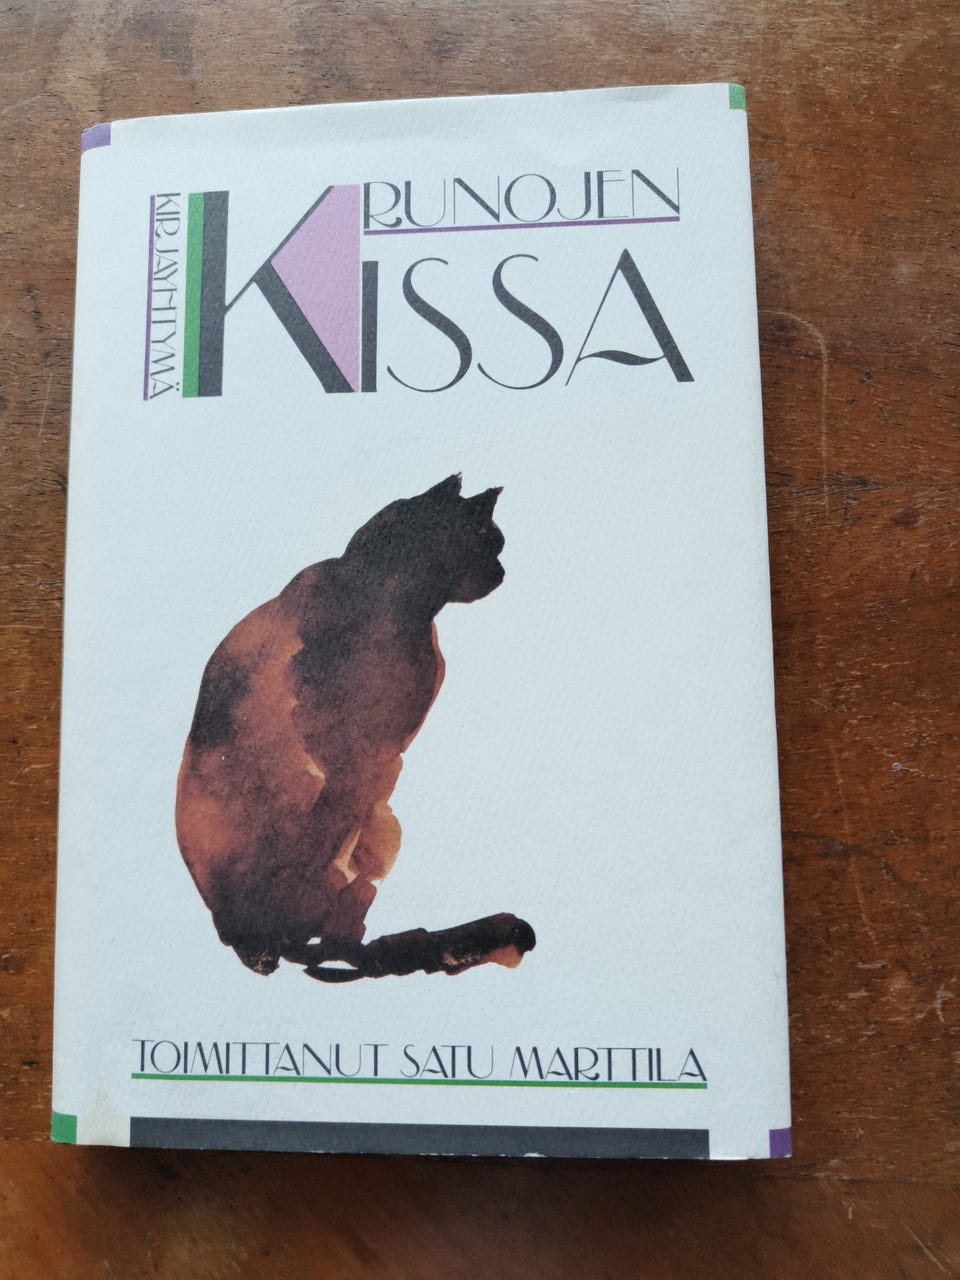 KIRJAYHTYMÄ
RUNOJEN
KISSA
TOIMITTANUT SATU MARTTILA